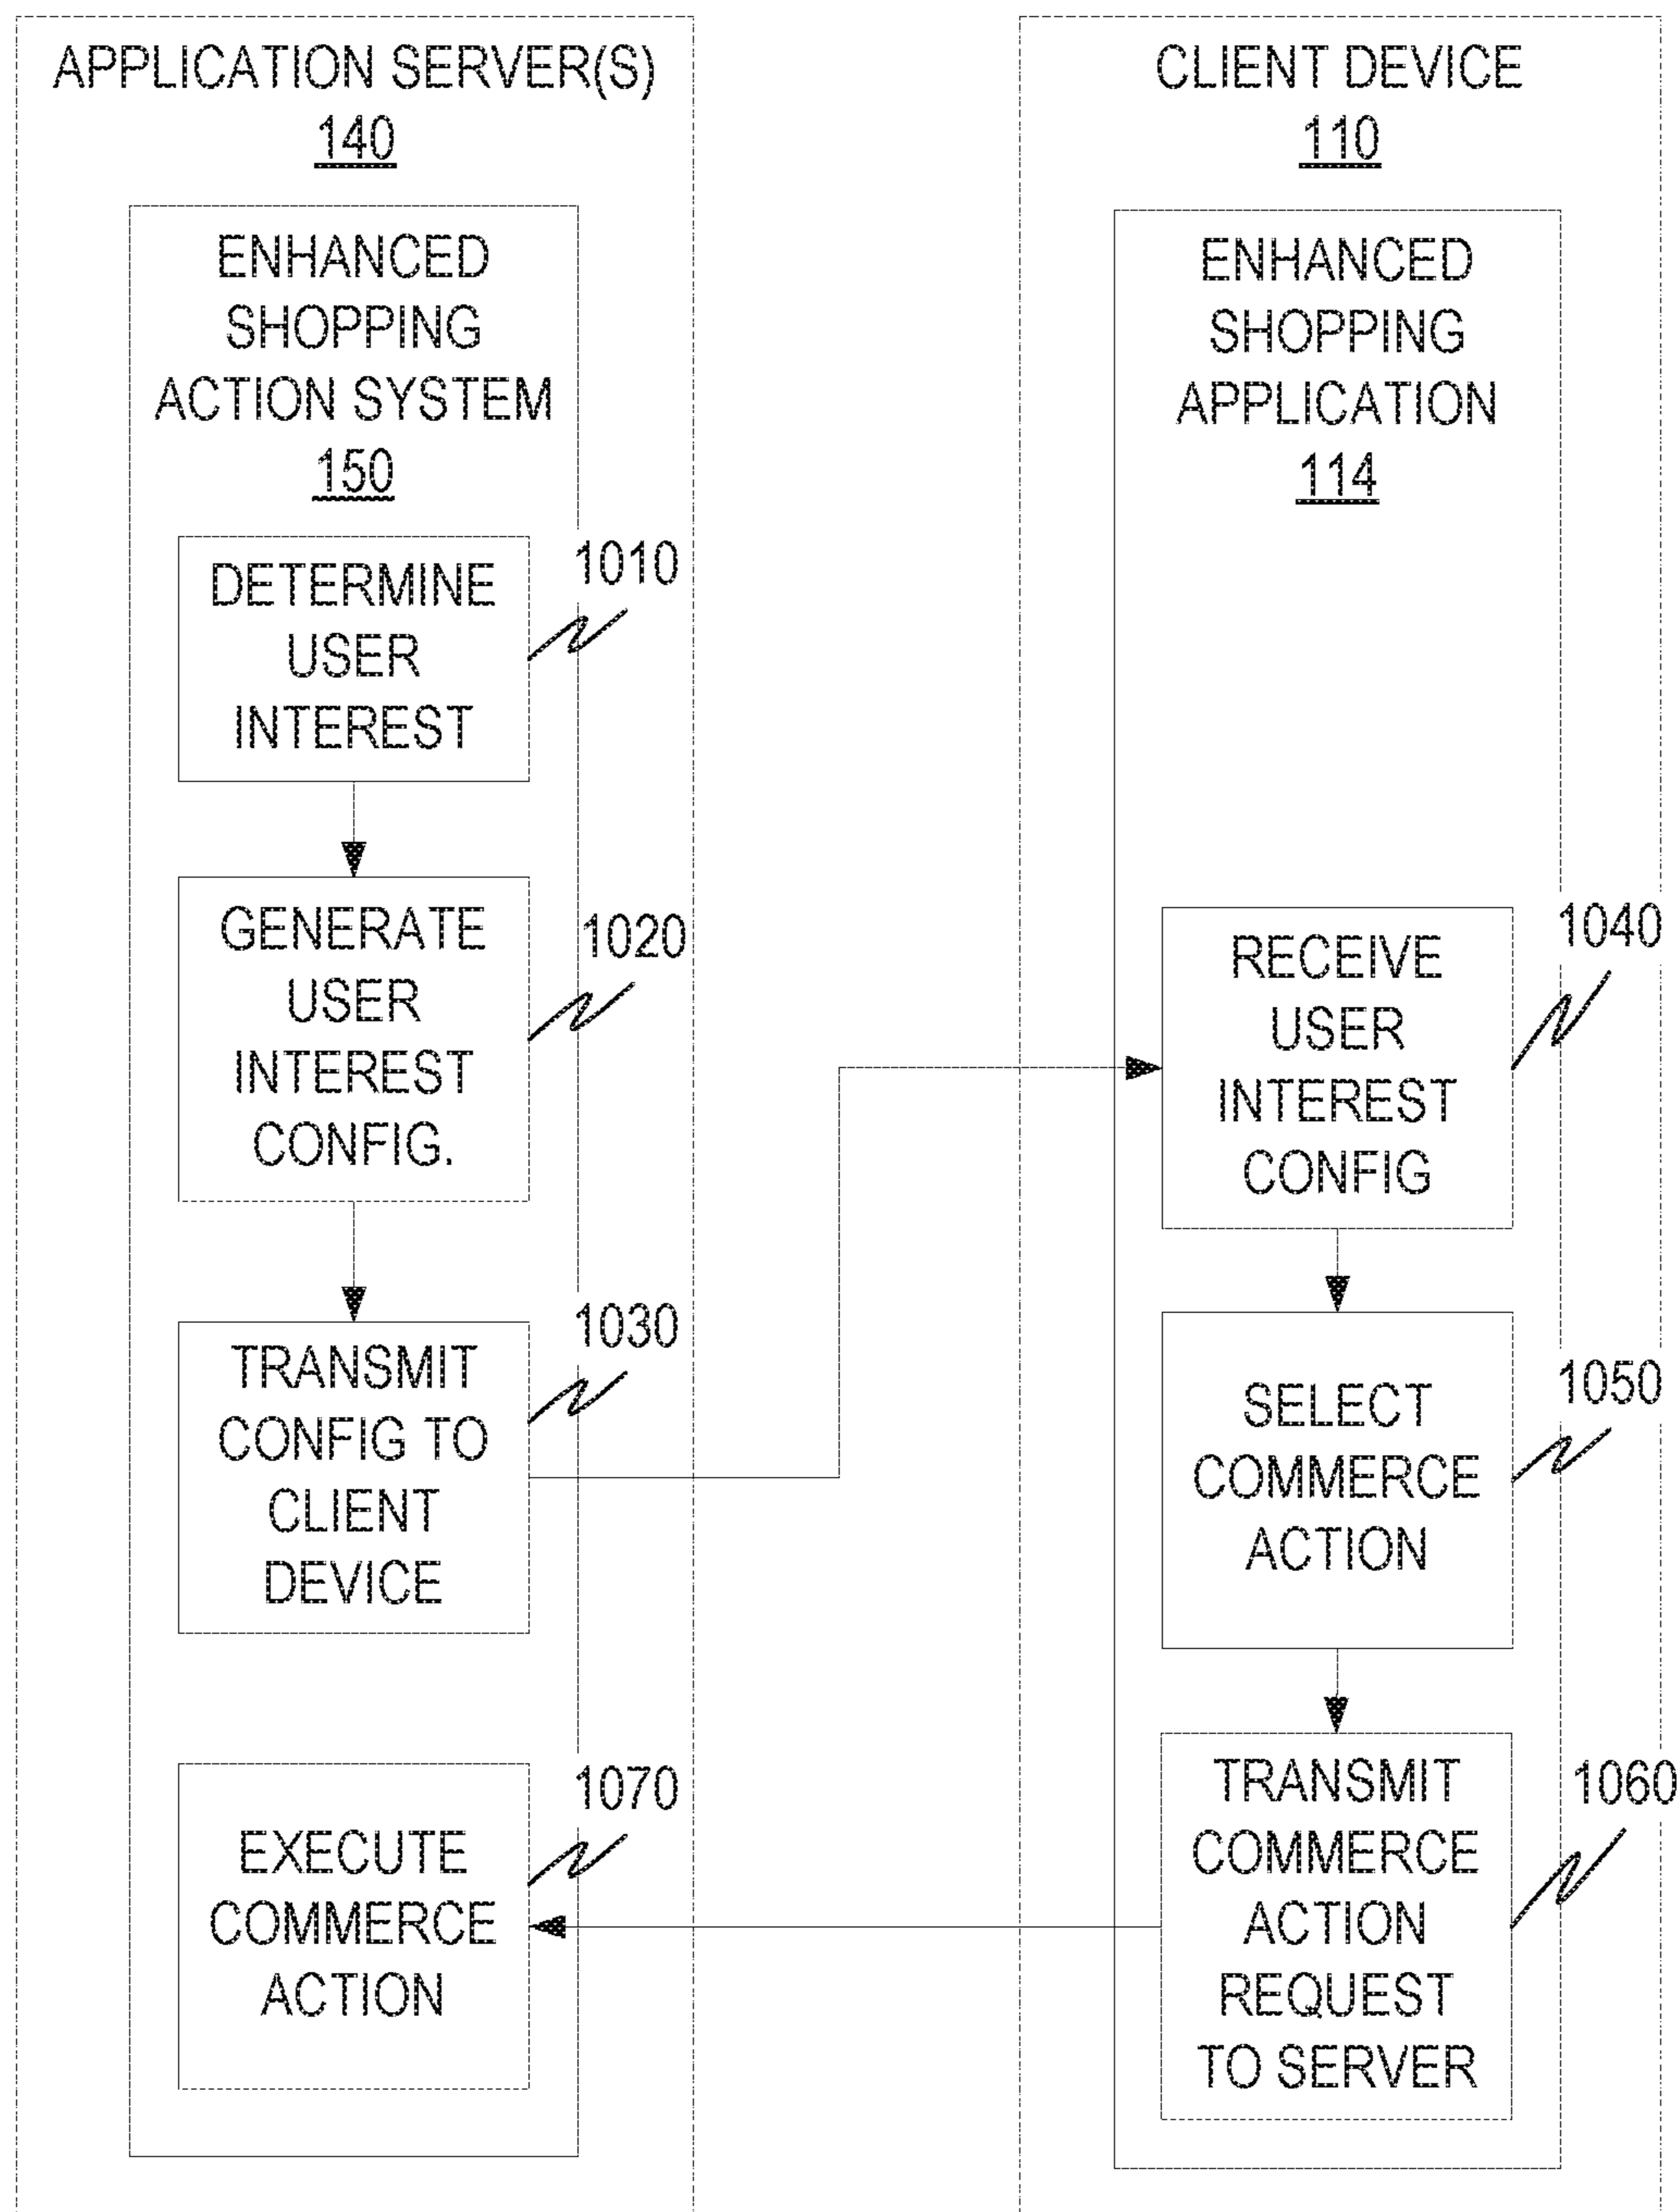 APPLICATION SERVER(S)
140
ENHANCED
SHOPPING
ACTION SYSTEM
150
DETERMINE
USER
INTEREST
1010
GENERATE
USER
INTEREST
CONFIG.
1020
TRANSMIT
CONFIG TO
CLIENT
DEVICE
1030
EXECUTE
COMMERCE
ACTION
1070
CLIENT DEVICE
110
ENHANCED
SHOPPING
APPLICATION
114
RECEIVE
USER
INTEREST
CONFIG
1040
SELECT
COMMERCE
ACTION
1050
TRANSMIT
COMMERCE
ACTION
REQUEST
TO SERVER
1060